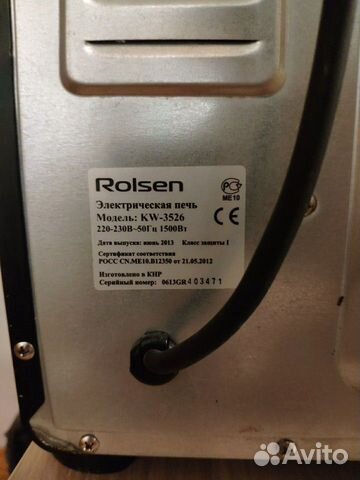 Rolsen
ME10
Электрическая печь
Модель: KW-3526
220-230В~50Гц 1500Вт
Дата выпуска: июнь 2013 Класс защиты I
Сертификат соответствия
РОСС CN.ME10.B12350 от 21.05.2012
Изготовлено в КНР
Серийный номер: 0613GR403471
Avito